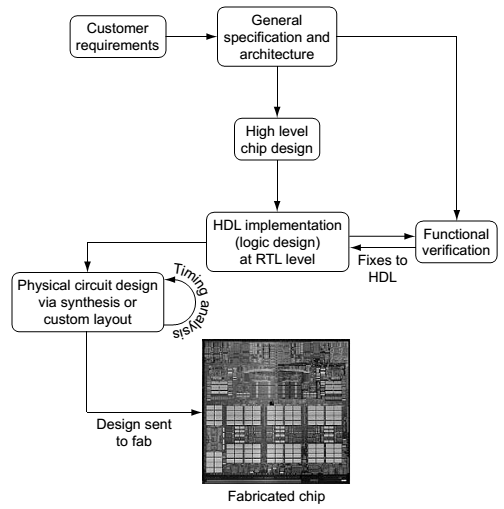 Customer
requirements
General
specification and
architecture
High level
chip design
HDL implementation
(logic design)
at RTL level
Functional
verification
Fixes to
HDL
Physical circuit design
via synthesis or
custom layout
Timing analysis
Design sent
to fab
Fabricated chip